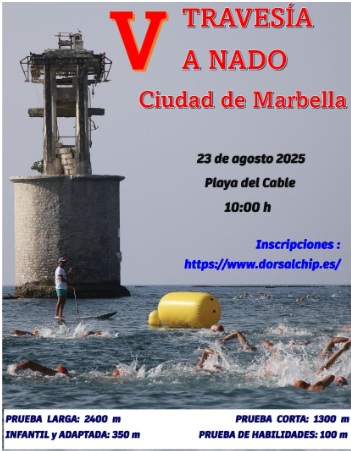 V TRAVESÍA
A NADO
Ciudad de Marbella
23 de agosto 2025
Playa del Cable
10:00 h
Inscripciones :
https://www.dorsalchip.es/
PRUEBA LARGA: 2400 m
INFANTIL y ADAPTADA: 350 m
PRUEBA CORTA: 1300 m
PRUEBA DE HABILIDADES: 100 m